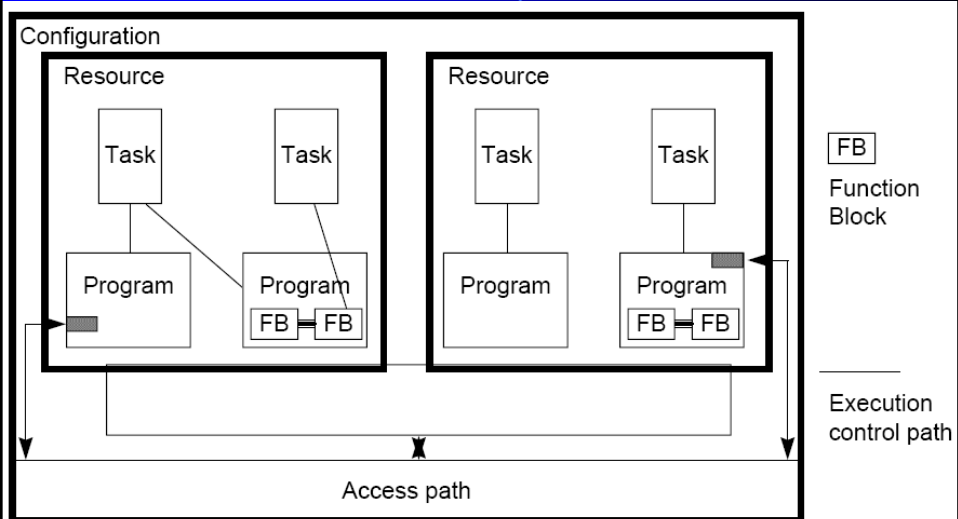 Configuration
Resource
Resource
Task
Task
Task
Task
FB
Function
Block
Program
Program
Program
Program
FB
FB
FB
FB
Execution
control path
Access path